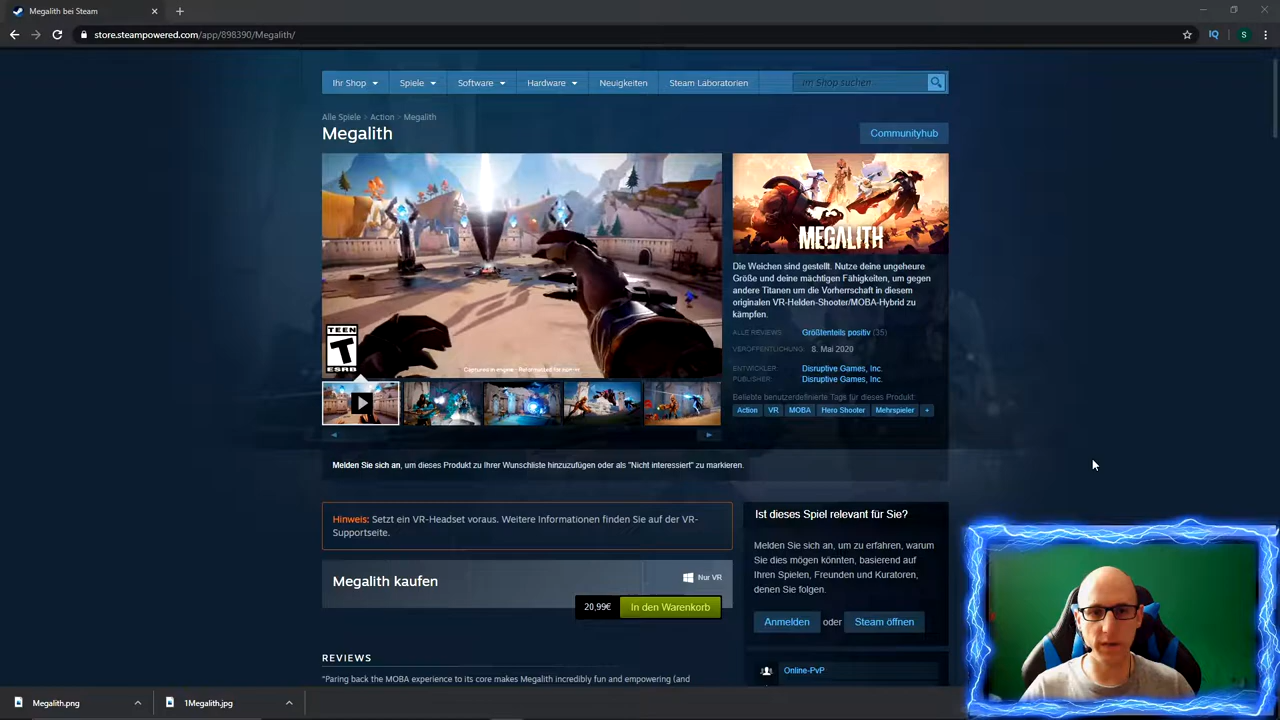 Megalith bei Steam
store.steampowered.com/app/898390/Megalith/
S
Ihr Shop Spiele Software Hardware Neuigkeiten Steam Laboratorien im Shop suchen
Alle Spiele > Action > Megalith
Megalith
Communityhub
TEEN
T
ESRB
MEGALITH
Die Weichen sind gestellt. Nutze deine ungeheure
Größe und deine mächtigen Fähigkeiten, um gegen
andere Titanen um die Vorherrschaft in diesem
originalen VR-Helden-Shooter/MOBA-Hybrid zu
kämpfen.
ALLE REVIEWS: Größtenteils positiv (35)
VERÖFFENTLICHUNG: 8. Mai 2020
ENTWICKLER: Disruptive Games, Inc.
PUBLISHER: Disruptive Games, Inc.
Beliebte benutzerdefinierte Tags für dieses Produkt:
Action VR MOBA Hero Shooter Mehrspieler +
Melden Sie sich an, um dieses Produkt zu Ihrer Wunschliste hinzuzufügen oder als "Nicht interessiert" zu markieren.
Hinweis: Setzt ein VR-Headset voraus. Weitere Informationen finden Sie auf der VR-
Supportseite.
Megalith kaufen
Nur VR
20,99€ In den Warenkorb
Ist dieses Spiel relevant für Sie?
Melden Sie sich an, um zu erfahren, warum
Sie dies mögen könnten, basierend auf
Ihren Spielen, Freunden und Kuratoren,
denen Sie folgen.
Anmelden oder Steam öffnen
Online-PvP
REVIEWS
"Paring back the MOBA experience to its core makes Megalith incredibly fun and empowering (and
Megalith.png
1Megalith.jpg